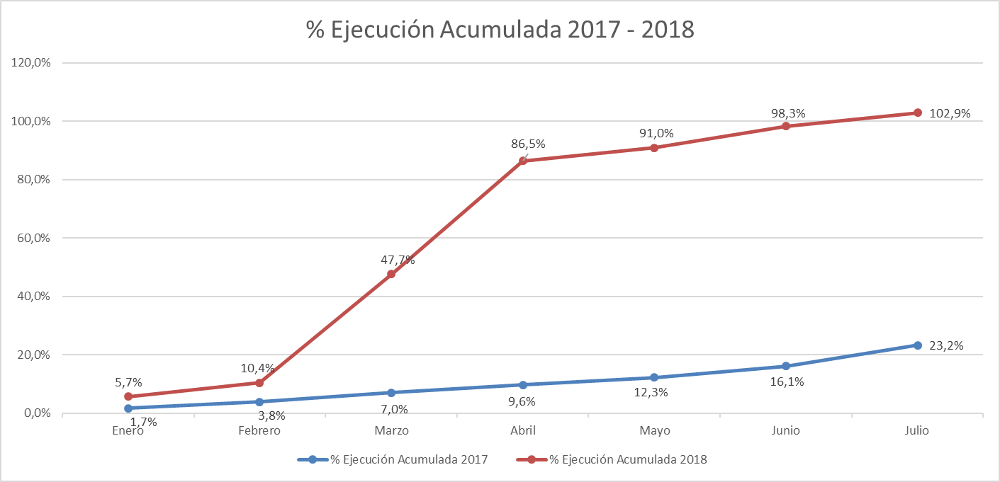 % Ejecución Acumulada 2017 - 2018
120,0%
100,0%
80,0%
60,0%
40,0%
20,0%
0,0%
5,7%
10,4%
47,7%
86,5%
91,0%
98,3%
102,9%
1,7%
3,8%
7,0%
9,6%
12,3%
16,1%
23,2%
Enero
Febrero
Marzo
Abril
Mayo
Junio
Julio
% Ejecución Acumulada 2017
% Ejecución Acumulada 2018